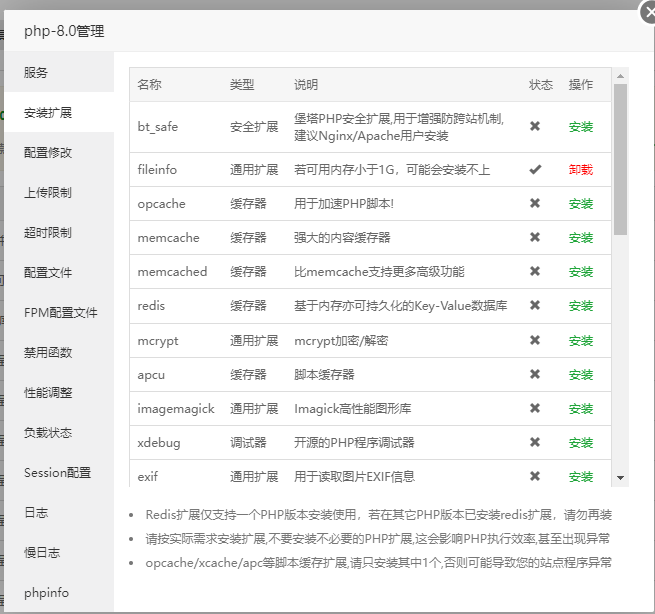 php-8.0管理
服务
安装扩展
配置修改
上传限制
超时限制
配置文件
FPM配置文件
禁用函数
性能调整
负载状态
Session配置
日志
慢日志
phpinfo
名称 类型 说明 状态 操作
bt_safe 安全扩展 堡塔PHP安全扩展,用于增强防跨站机制,
建议Nginx/Apache用户安装 安装
fileinfo 通用扩展 若可用内存小于1G，可能会安装不上 卸载
opcache 缓存器 用于加速PHP脚本! 安装
memcache 缓存器 强大的内容缓存器 安装
memcached 缓存器 比memcache支持更多高级功能 安装
redis 缓存器 基于内存亦可持久化的Key-Value数据库 安装
mcrypt 通用扩展 mcrypt加密/解密 安装
apcu 缓存器 脚本缓存器 安装
imagemagick 通用扩展 Imagick高性能图形库 安装
xdebug 调试器 开源的PHP程序调试器 安装
exif 通用扩展 用于读取图片EXIF信息 安装
Redis扩展仅支持一个PHP版本安装使用，若在其它PHP版本已安装redis扩展，请勿再装
请按实际需求安装扩展,不要安装不必要的PHP扩展,这会影响PHP执行效率,甚至出现异常
opcache/xcache/apc等脚本缓存扩展,请只安装其中1个,否则可能导致您的站点程序异常